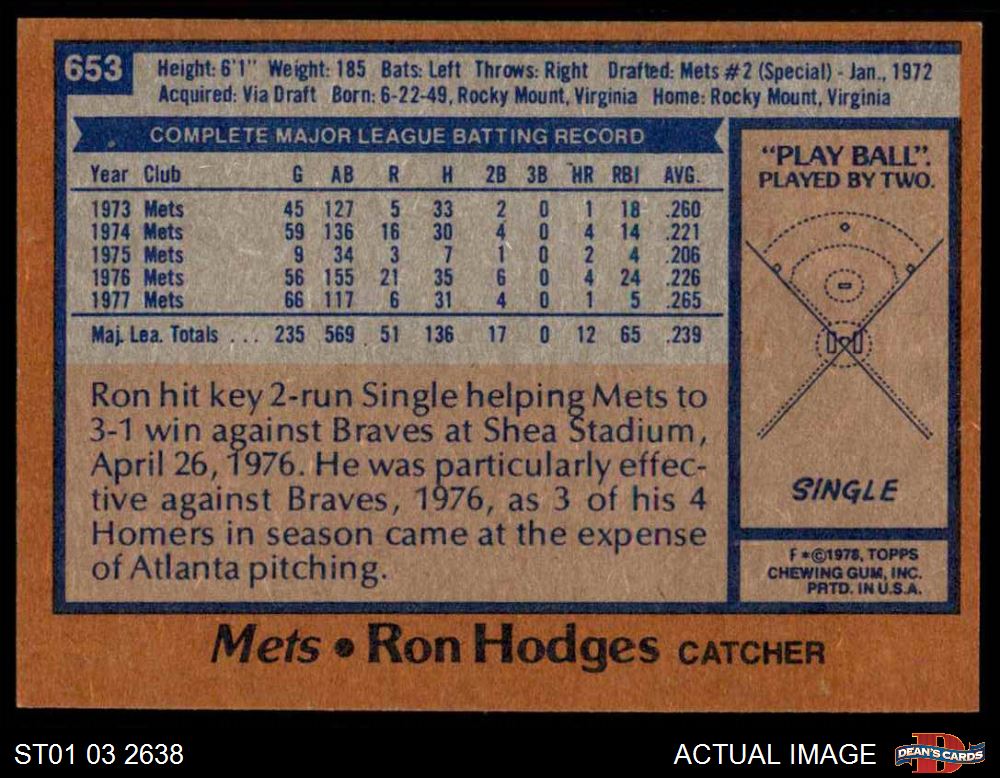 653
Height: 6'1" Weight: 185 Bats: Left Throws: Right Drafted: Mets #2 (Special) - Jan., 1972
Acquired: Via Draft Born: 6-22-49, Rocky Mount, Virginia Home: Rocky Mount, Virginia
COMPLETE MAJOR LEAGUE BATTING RECORD
Year Club G AB R H 2B 3B HR RBI AVG.
1973 Mets 45 127 5 33 2 0 1 18 .260
1974 Mets 59 136 16 30 4 0 4 14 .221
1975 Mets 9 34 3 7 1 0 2 4 .206
1976 Mets 56 155 21 35 6 0 4 24 .226
1977 Mets 66 117 6 31 4 0 1 5 .265
Maj. Lea. Totals ... 235 569 51 136 17 0 12 65 .239
Ron hit key 2-run Single helping Mets to
3-1 win against Braves at Shea Stadium,
April 26, 1976. He was particularly effec-
tive against Braves, 1976, as 3 of his 4
Homers in season came at the expense
of Atlanta pitching.
"PLAY BALL".
PLAYED BY TWO.
SINGLE
F *©1978, TOPPS
CHEWING GUM, INC.
PRTD. IN U.S.A.
Mets • Ron Hodges CATCHER
ST01 03 2638
ACTUAL IMAGE
D
DEAN'S CARDS